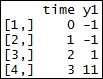 time y1
[1,] 0 -1
[2,] 1 -1
[3,] 2 1
[4,] 3 11